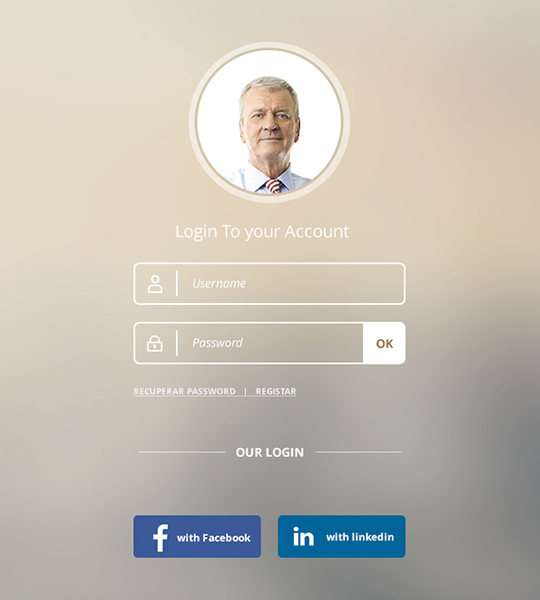 Login To your Account
Username
Password
OK
RECUPERAR PASSWORD | REGISTAR
OUR LOGIN
f with Facebook
in with linkedin